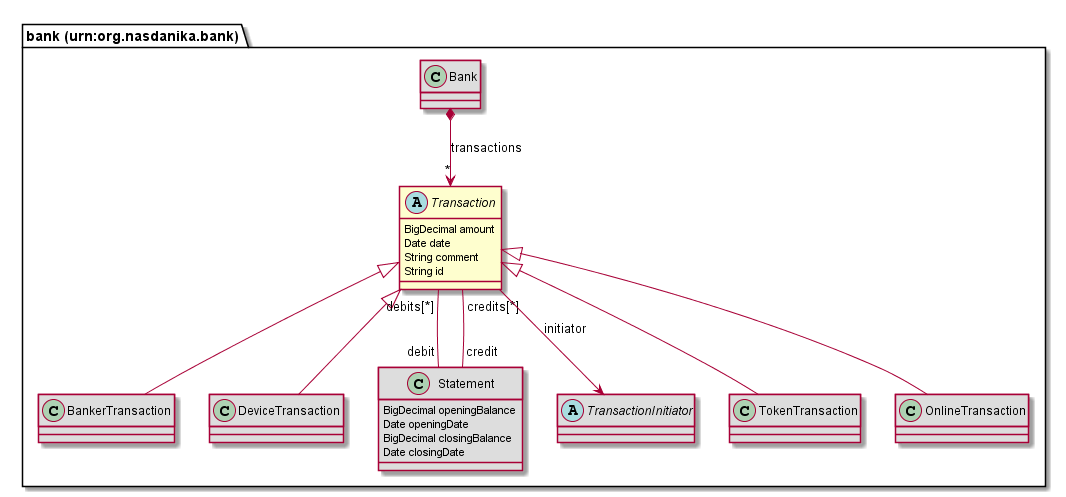 bank (urn:org.nasdanika.bank)
C Bank
transactions
*
A Transaction
BigDecimal amount
Date date
String comment
String id
debits[*]
credits[*]
initiator
debit
credit
C BankerTransaction
C DeviceTransaction
C Statement
BigDecimal openingBalance
Date openingDate
BigDecimal closingBalance
Date closingDate
A TransactionInitiator
C TokenTransaction
C OnlineTransaction